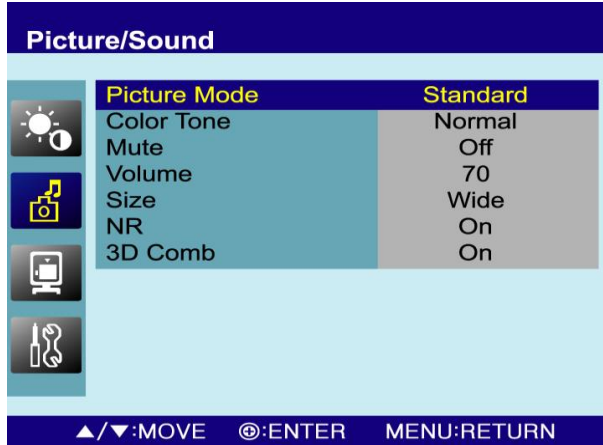 Picture/Sound
Picture Mode Standard
Color Tone Normal
Mute Off
Volume 70
Size Wide
NR On
3D Comb On
▲/▼:MOVE ⊕:ENTER MENU:RETURN